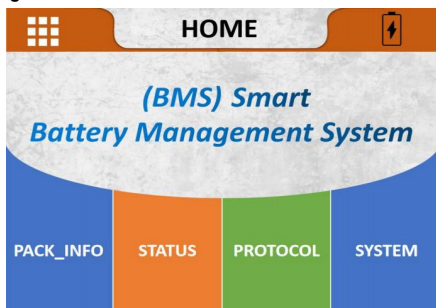 HOME
(BMS) Smart
Battery Management System
PACK_INFO STATUS PROTOCOL SYSTEM